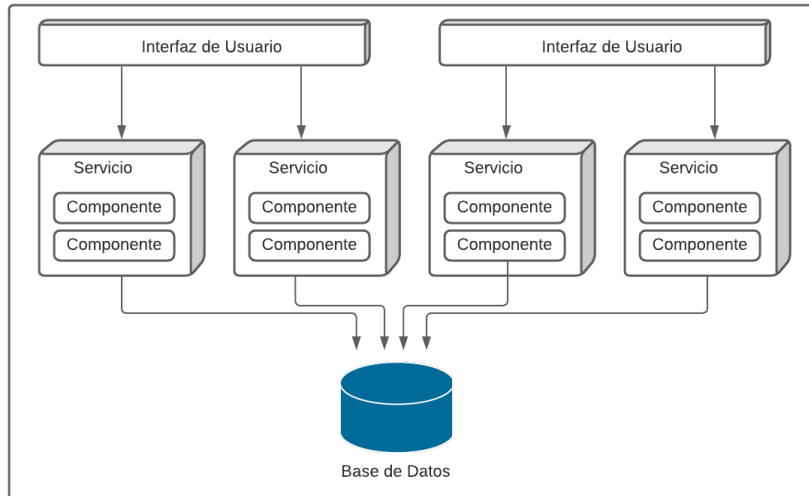 Interfaz de Usuario
Interfaz de Usuario
Servicio
Componente
Componente
Servicio
Componente
Componente
Servicio
Componente
Componente
Servicio
Componente
Componente
Base de Datos